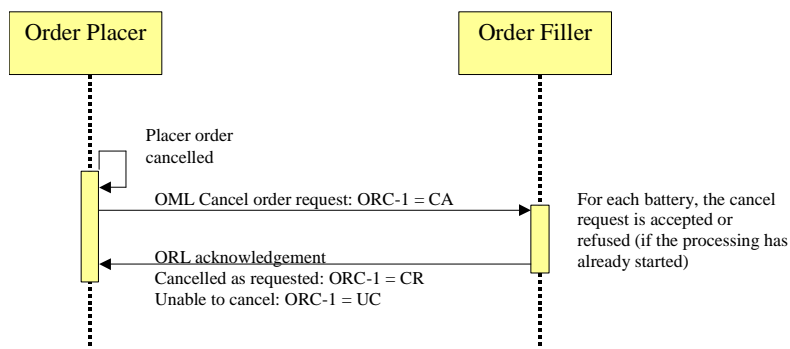 Order Placer
Order Filler
Placer order
cancelled
OML Cancel order request: ORC-1 = CA
For each battery, the cancel
request is accepted or
refused (if the processing has
already started)
ORL acknowledgement
Cancelled as requested: ORC-1 = CR
Unable to cancel: ORC-1 = UC